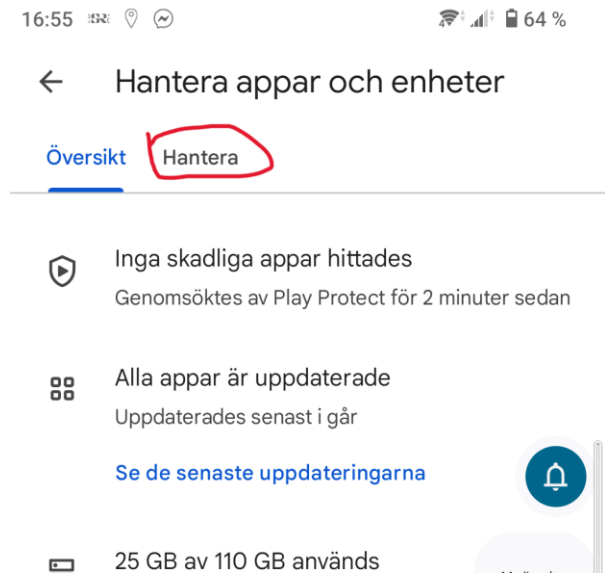 16:55 64 %
Hantera appar och enheter
Översikt Hantera
Inga skadliga appar hittades
Genomsöktes av Play Protect för 2 minuter sedan
Alla appar är uppdaterade
Uppdaterades senast i går
Se de senaste uppdateringarna
25 GB av 110 GB används